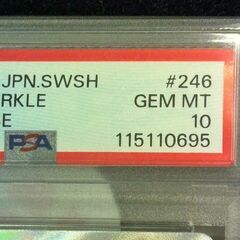 JPN.SWSH #246
RKLE GEM MT
E 10
PSA 115110695